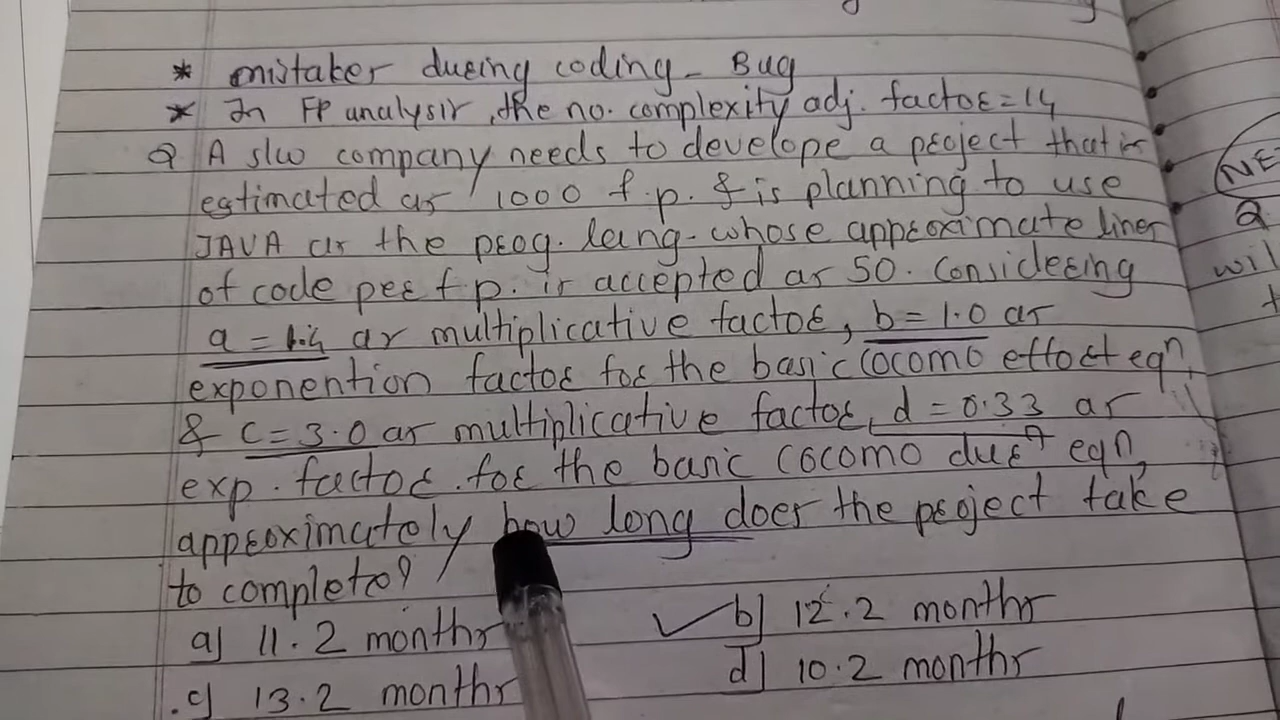 * mistakes during coding - Bug
* In FP analysis, the no. complexity adj. factor = 14
Q A s/w company needs to develope a project that is
estimated as 1000 f.p. & is planning to use
JAVA as the prog. lang. whose approximate lines
of code per f.p. is accepted as 50. Considering
a = 1.4 as multiplicative factor, b = 1.0 as
exponention factor for the basic COCOMO effort eqn,
& c = 3.0 as multiplicative factor, d = 0.33 as
exp. factor for the basic COCOMO durn eqn,
approximately how long does the project take
to complete?
a) 11.2 months
b) 12.2 months
c) 13.2 months
d) 10.2 months
Q
wil